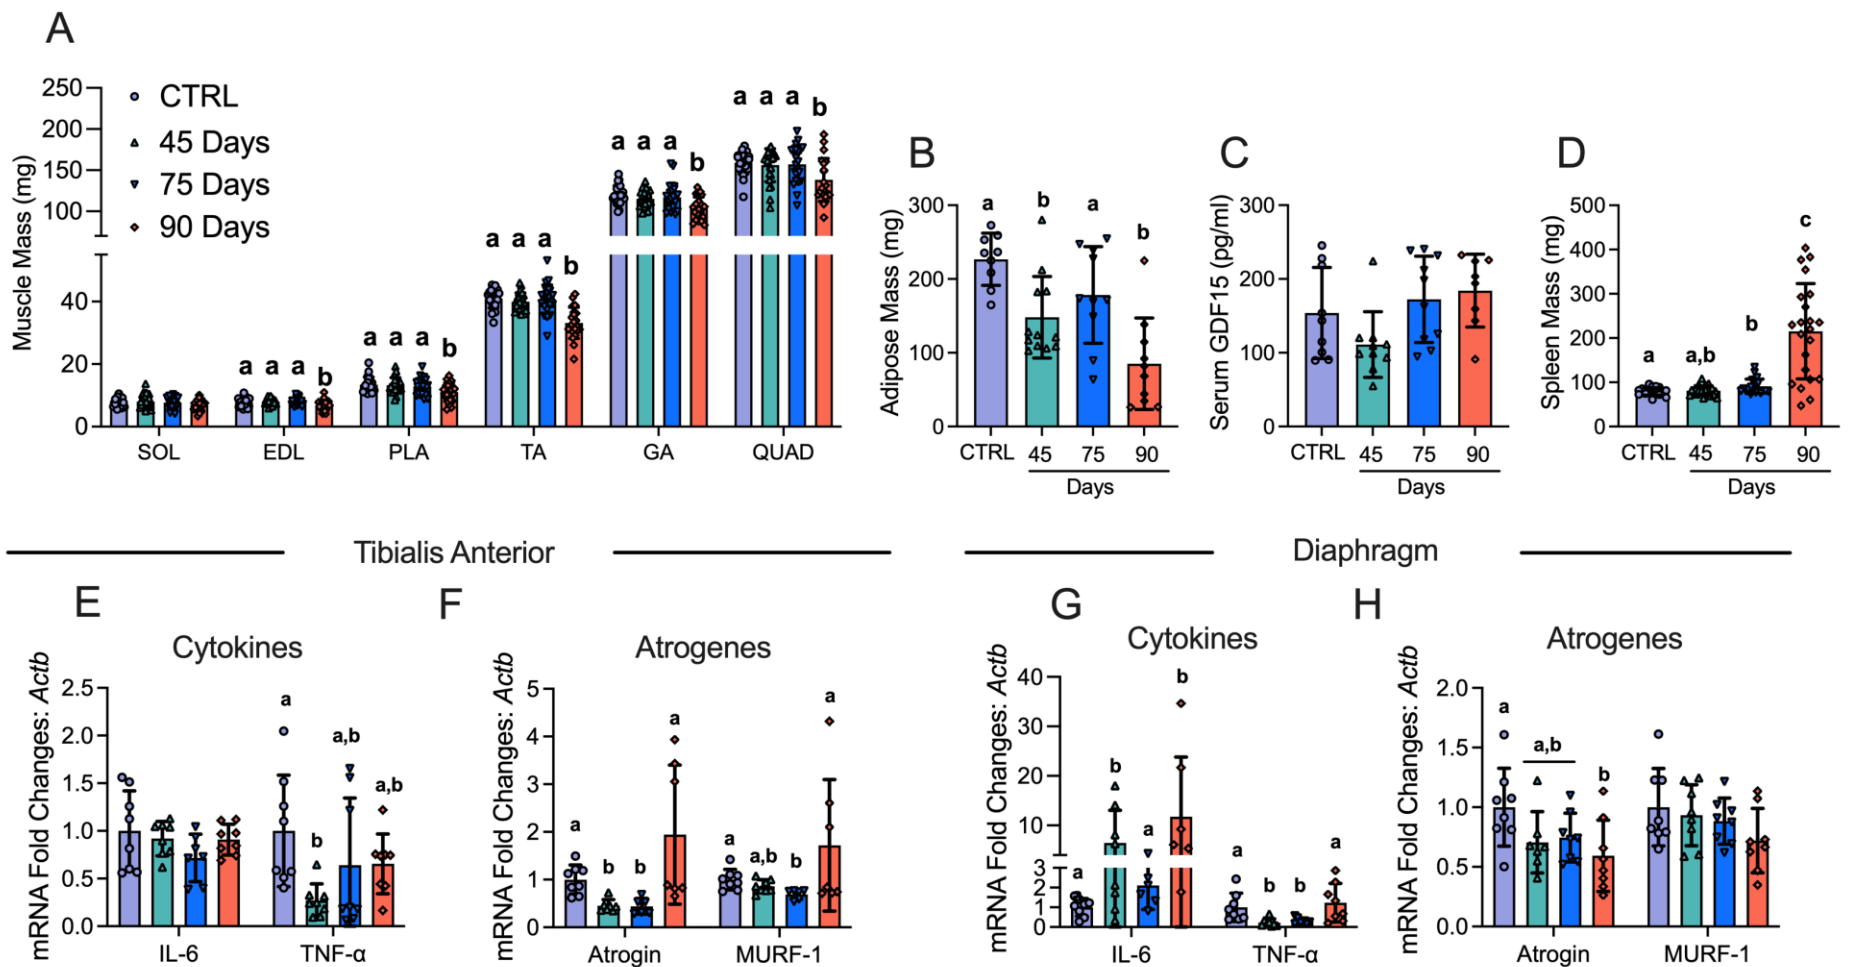 A
Muscle Mass (mg)
250
200
150
100
40
20
0
CTRL
45 Days
75 Days
90 Days
a a a b
a a a b
a a a b
a a a b
a a a b
SOL EDL PLA TA GA QUAD
B
Adipose Mass (mg)
300
200
100
0
a b a b
CTRL 45 75 90
Days
C
Serum GDF15 (pg/ml)
300
200
100
0
CTRL 45 75 90
Days
D
Spleen Mass (mg)
500
400
300
200
100
0
a a,b b c
CTRL 45 75 90
Days
Tibialis Anterior
Diaphragm
E
Cytokines
mRNA Fold Changes: Actb
2.5
2.0
1.5
1.0
0.5
0.0
a b a,b a,b
IL-6 TNF-α
F
Atrogenes
mRNA Fold Changes: Actb
5
4
3
2
1
0
a b b a
a a,b b a
Atrogin MURF-1
G
Cytokines
mRNA Fold Changes: Actb
40
30
20
10
3
2
1
0
a b a b
a b b a
IL-6 TNF-α
H
Atrogenes
mRNA Fold Changes: Actb
2.0
1.5
1.0
0.5
0.0
a a,b b
Atrogin MURF-1